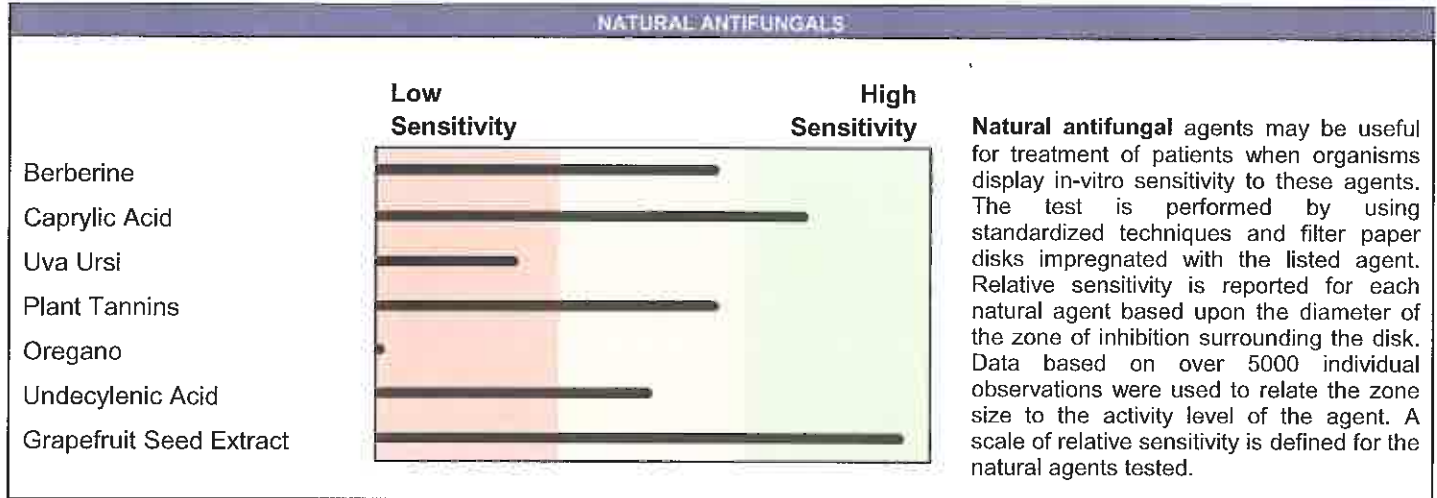 NATURAL ANTIFUNGALS
Low
Sensitivity
High
Sensitivity
Berberine
Caprylic Acid
Uva Ursi
Plant Tannins
Oregano
Undecylenic Acid
Grapefruit Seed Extract
Natural antifungal agents may be useful
for treatment of patients when organisms
display in-vitro sensitivity to these agents.
The test is performed by using
standardized techniques and filter paper
disks impregnated with the listed agent.
Relative sensitivity is reported for each
natural agent based upon the diameter of
the zone of inhibition surrounding the disk.
Data based on over 5000 individual
observations were used to relate the zone
size to the activity level of the agent. A
scale of relative sensitivity is defined for the
natural agents tested.